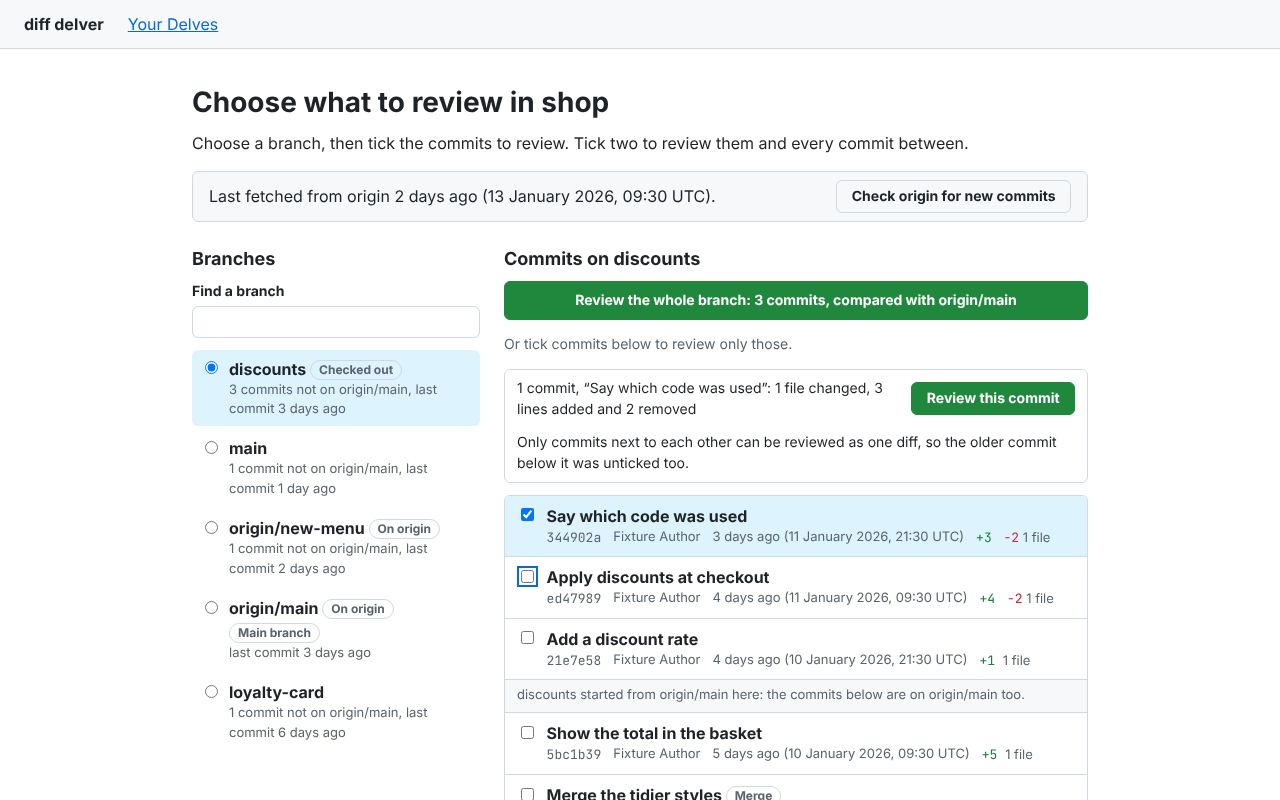 diff delver
Your Delves
Choose what to review in shop
Choose a branch, then tick the commits to review. Tick two to review them and every commit between.
Last fetched from origin 2 days ago (13 January 2026, 09:30 UTC).
Check origin for new commits
Branches
Find a branch
discounts Checked out
3 commits not on origin/main, last
commit 3 days ago
main
1 commit not on origin/main, last
commit 1 day ago
origin/new-menu On origin
1 commit not on origin/main, last
commit 2 days ago
origin/main On origin
Main branch
last commit 3 days ago
loyalty-card
1 commit not on origin/main, last
commit 6 days ago
Commits on discounts
Review the whole branch: 3 commits, compared with origin/main
Or tick commits below to review only those.
1 commit, “Say which code was used”: 1 file changed, 3
lines added and 2 removed
Review this commit
Only commits next to each other can be reviewed as one diff, so the older commit
below it was unticked too.
Say which code was used
344902a Fixture Author 3 days ago (11 January 2026, 21:30 UTC) +3 -2 1 file
Apply discounts at checkout
ed47989 Fixture Author 4 days ago (11 January 2026, 09:30 UTC) +4 -2 1 file
Add a discount rate
21e7e58 Fixture Author 4 days ago (10 January 2026, 21:30 UTC) +1 1 file
discounts started from origin/main here: the commits below are on origin/main too.
Show the total in the basket
5bc1b39 Fixture Author 5 days ago (10 January 2026, 09:30 UTC) +5 1 file
Merge the tidier styles Merge